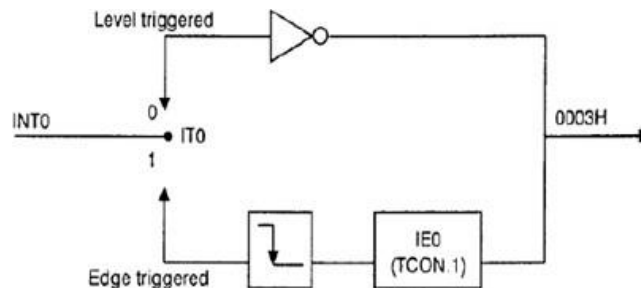 Level triggered
0
INT0
IT0
0003H
1
IE0
(TCON.1)
Edge triggered